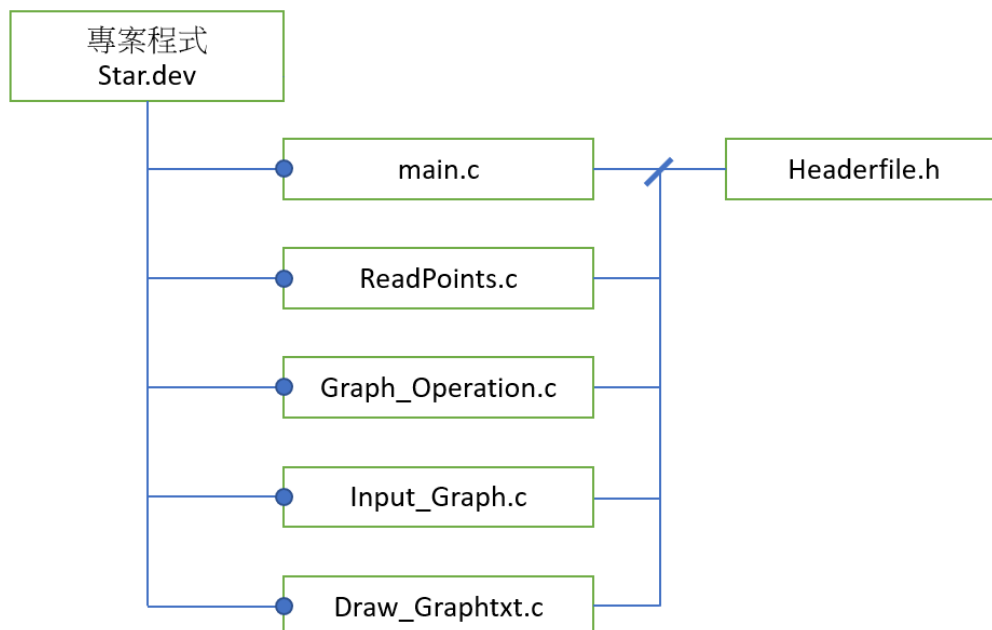 專案程式
Star.dev
main.c
Headerfile.h
ReadPoints.c
Graph_Operation.c
Input_Graph.c
Draw_Graphtxt.c